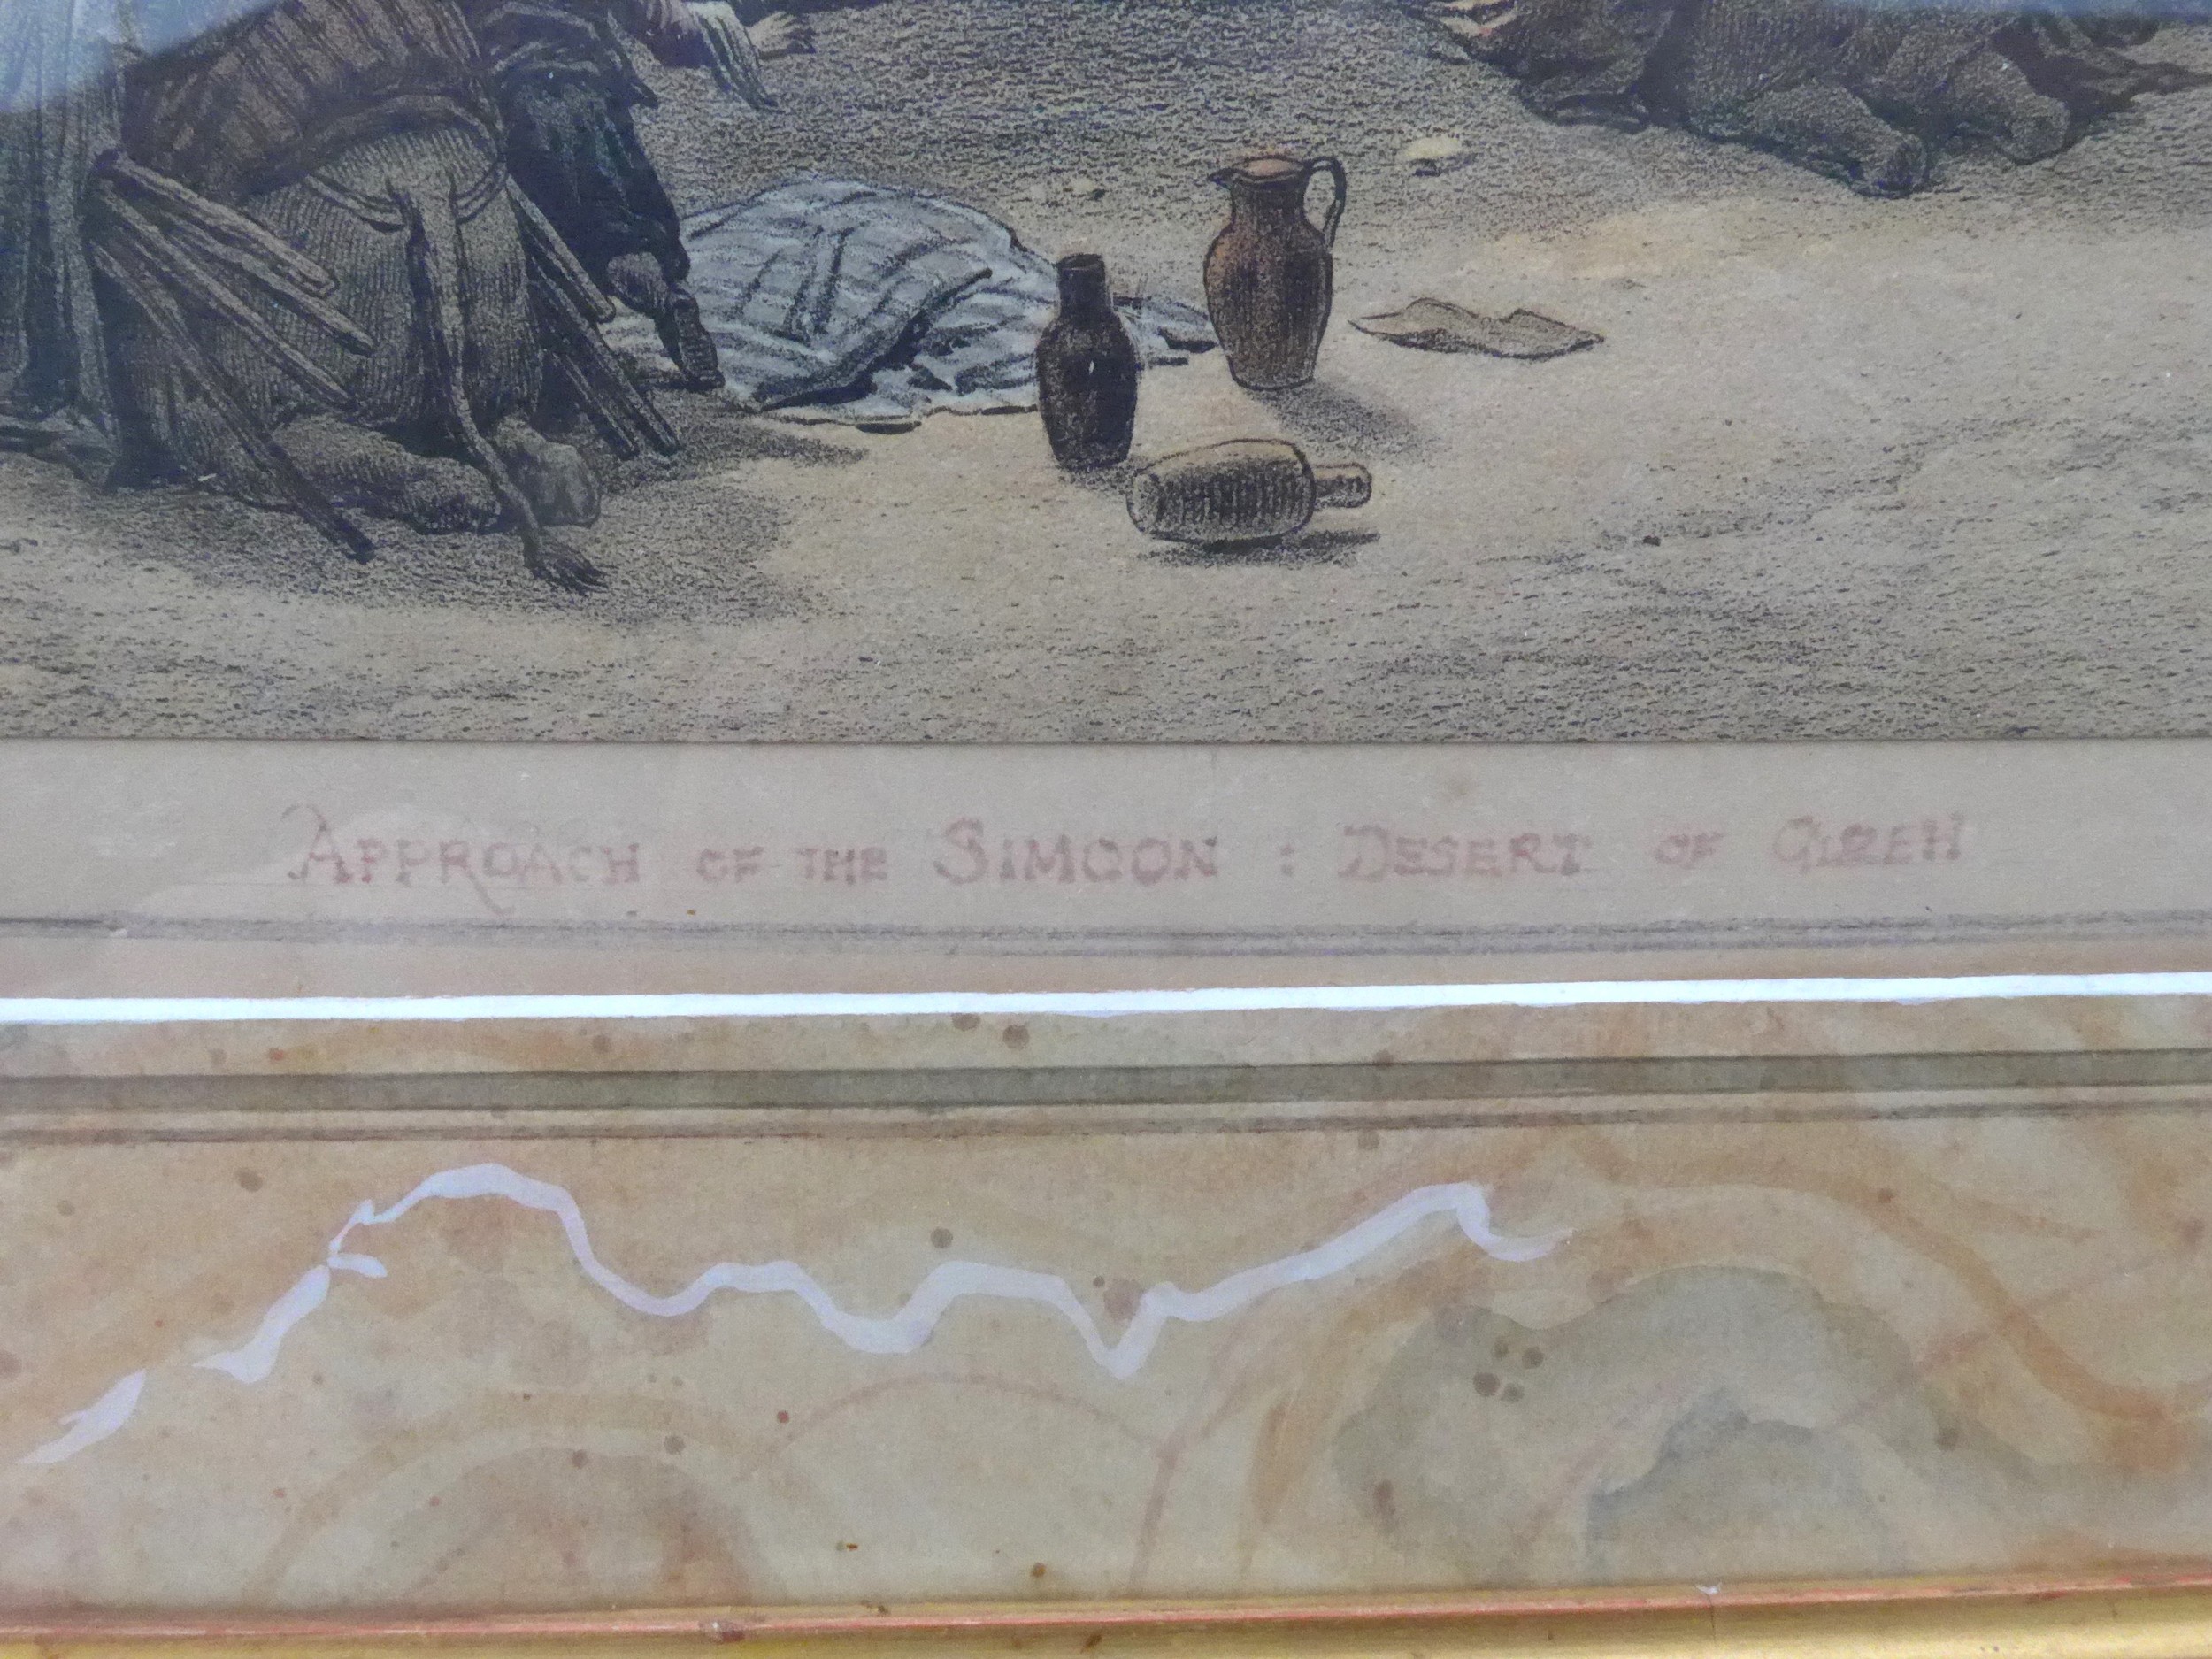 APPROACH OF THE SIMOON : DESERT OF GIZEH